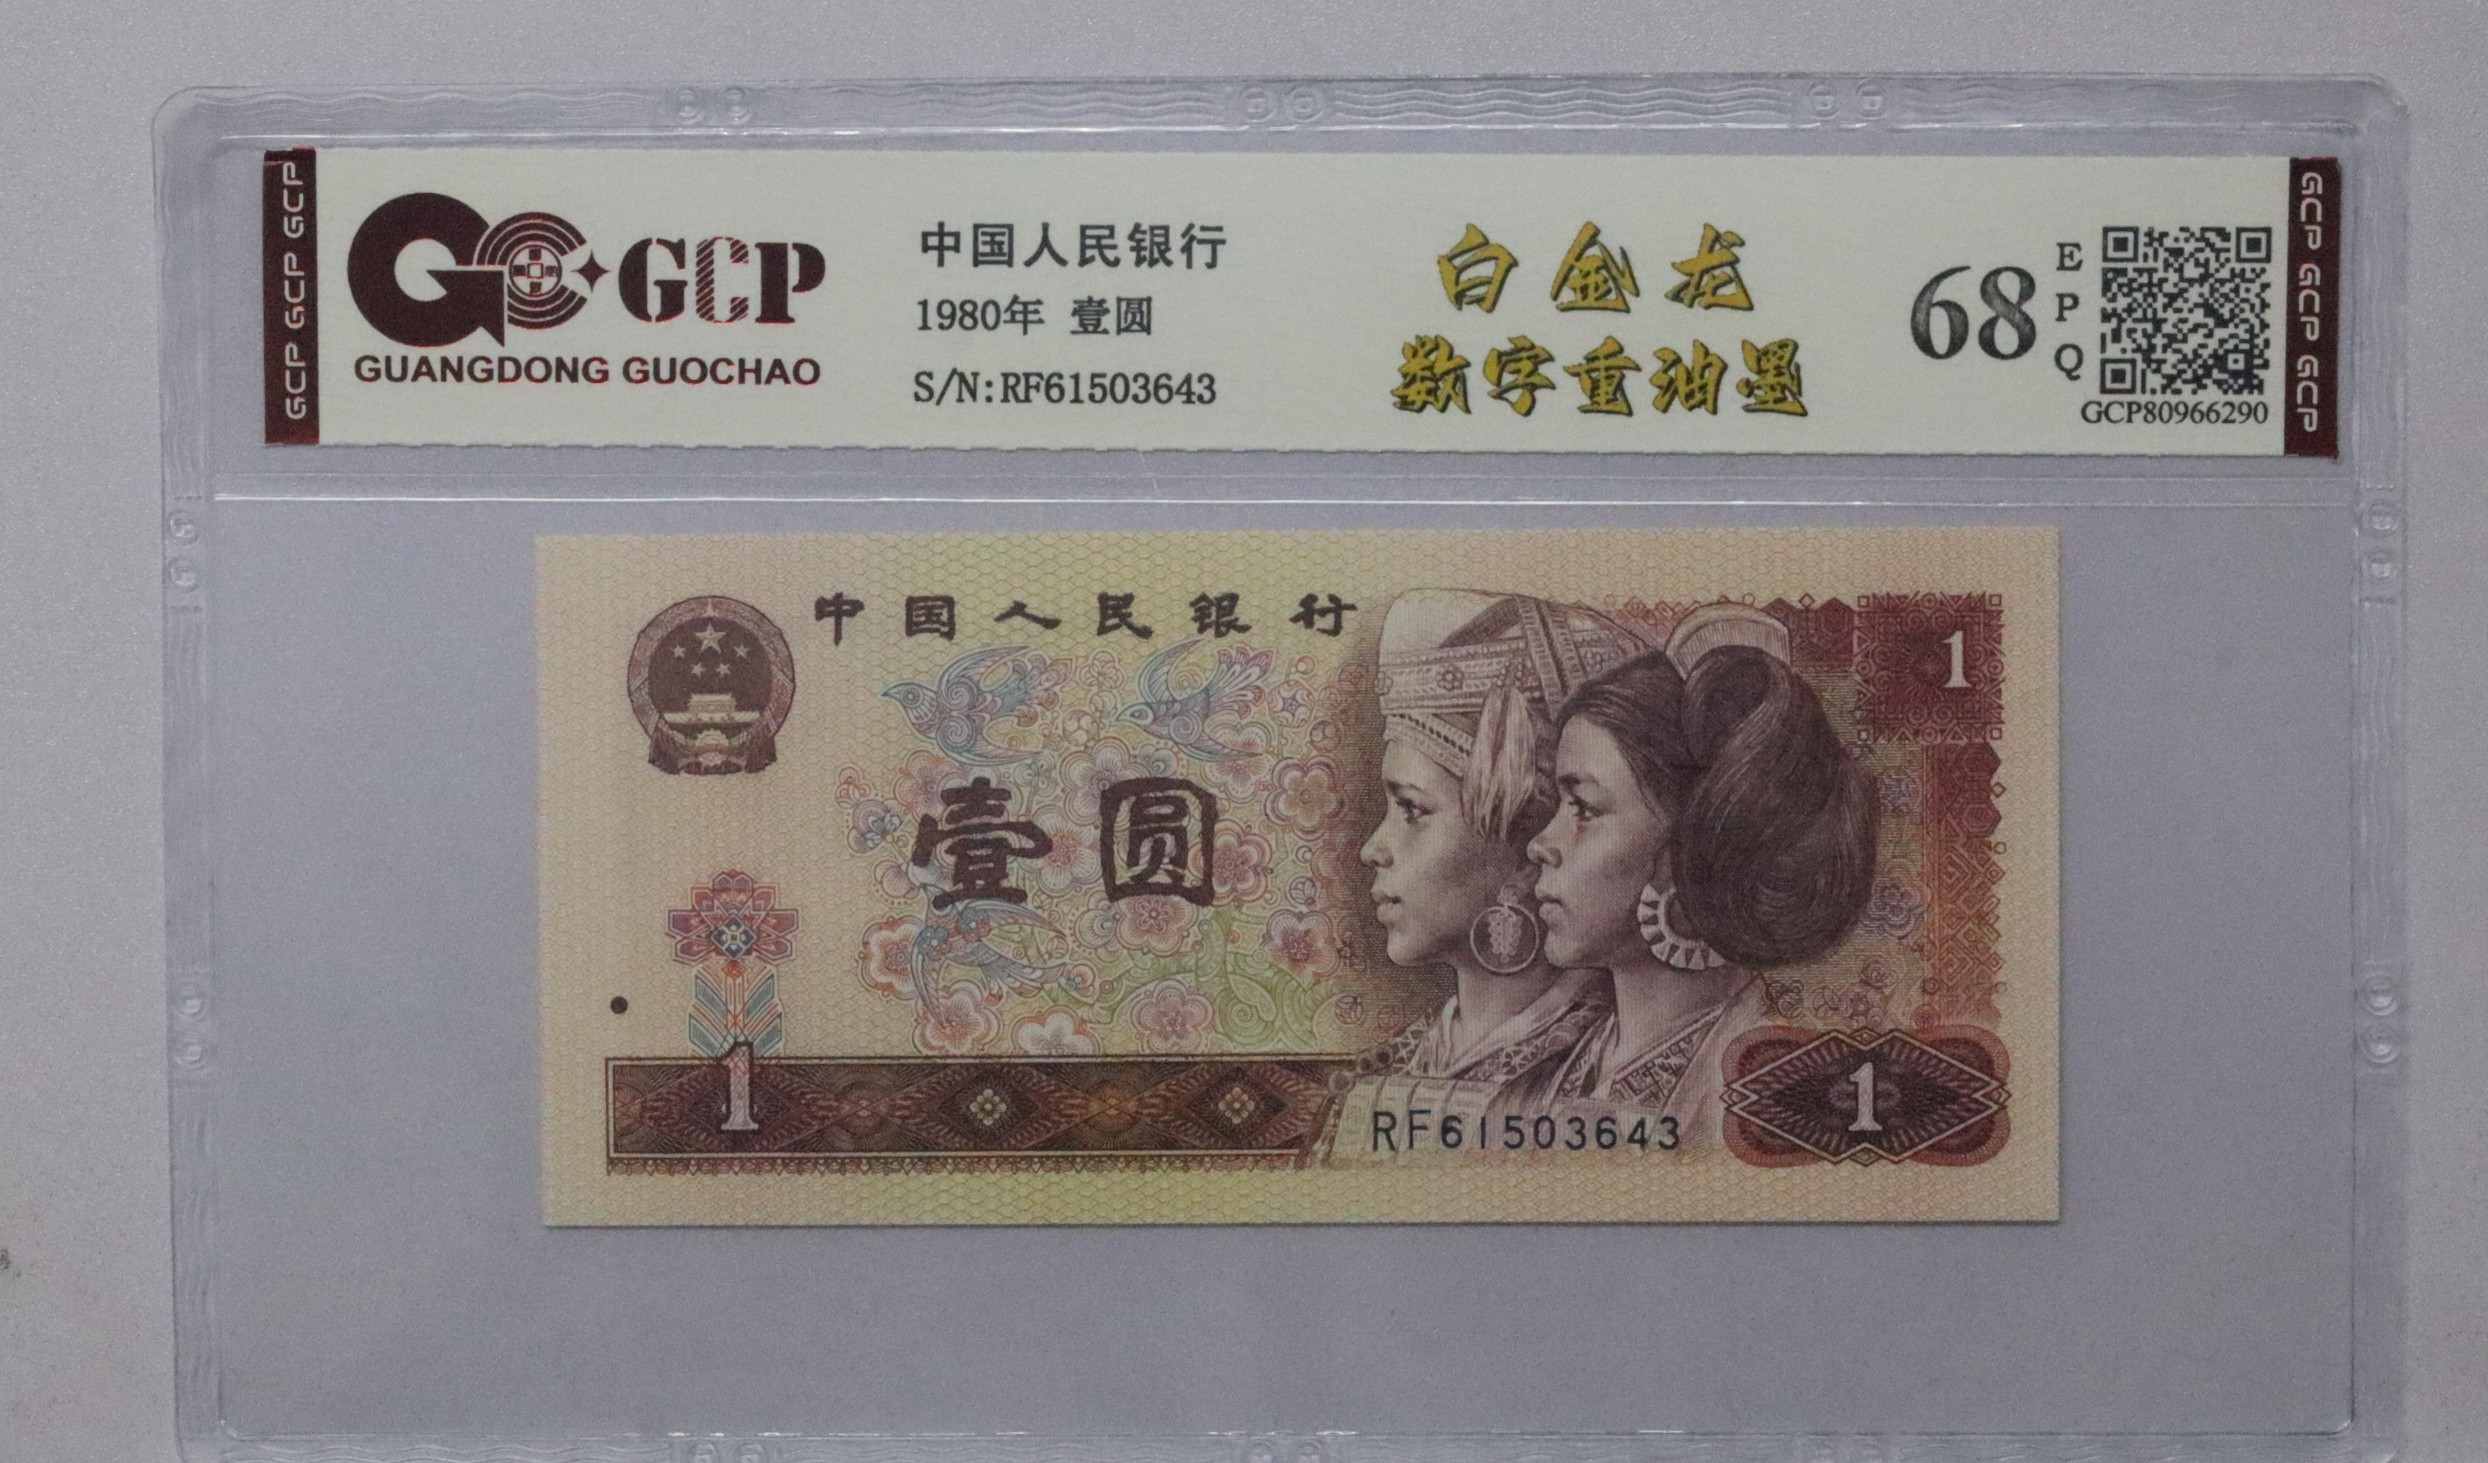 GCP GCP GCP
GCP
GUANGDONG GUOCHAO
中国人民银行
1980年 壹圆
S/N:RF61503643
白金龙
数字重油墨
68
EPQ
GCP80966290
GCP GCP GCP
中国人民银行
1
壹圆
1
RF61503643
1